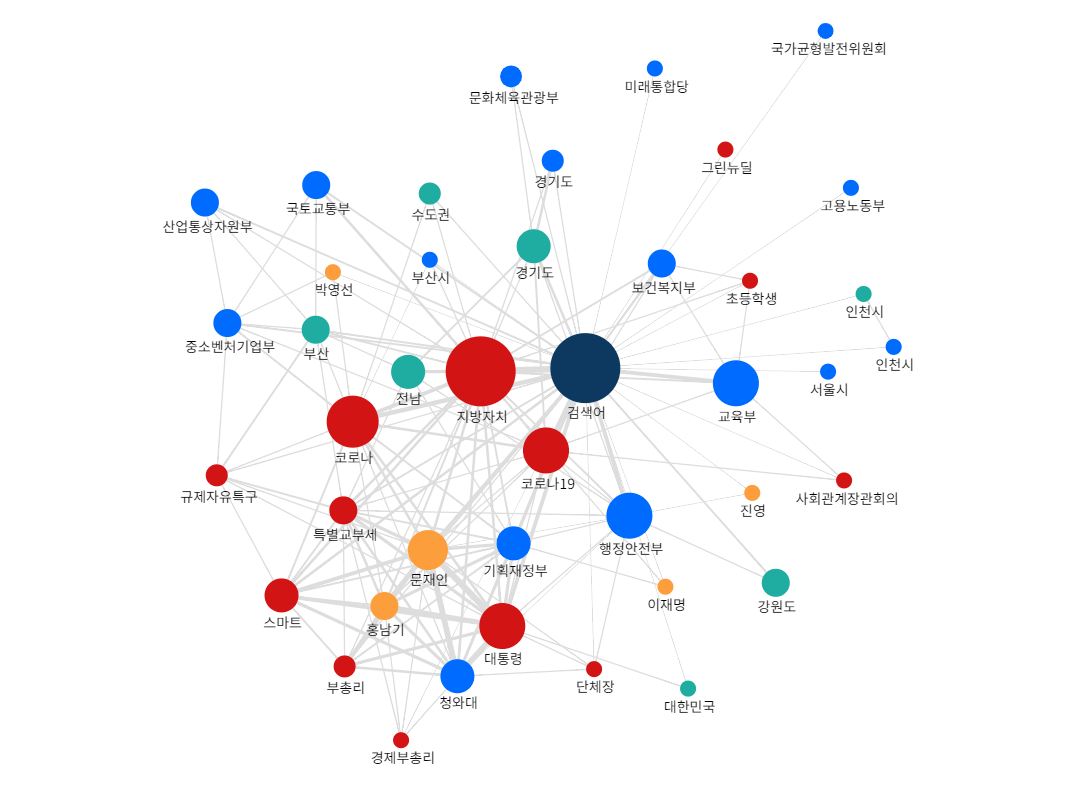 국가균형발전위원회
미래통합당
문화체육관광부
그린뉴딜
경기도
고용노동부
국토교통부
수도권
산업통상자원부
경기도
부산시
박영선
보건복지부
초등학생
인천시
중소벤처기업부
부산
인천시
서울시
전남
지방자치
검색어
교육부
코로나
코로나19
규제자유특구
사회관계장관회의
진영
특별교부세
행정안전부
기획재정부
문재인
이재명
강원도
스마트
홍남기
대통령
부총리
단체장
청와대
대한민국
경제부총리